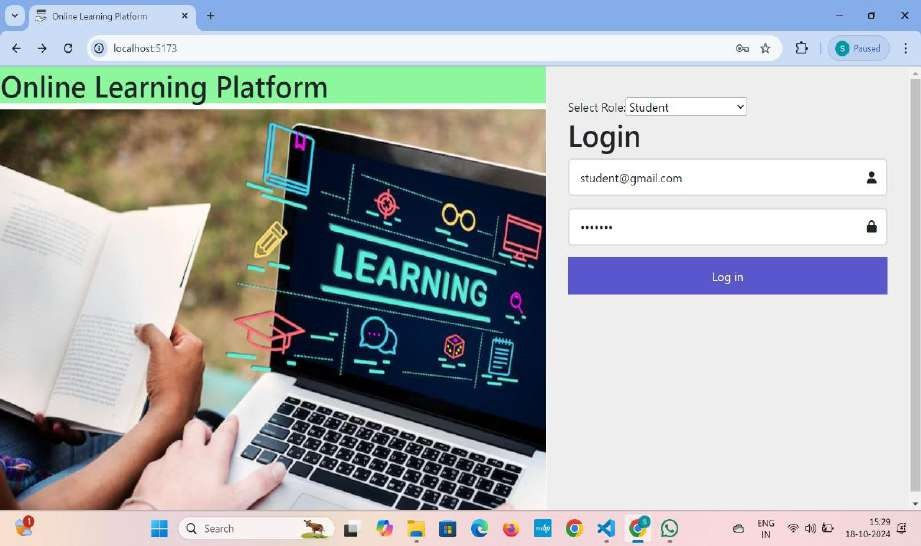 Online Learning Platform
localhost:5173
S Paused
Online Learning Platform
LEARNING
Select Role: Student
Login
student@gmail.com
•••••••
Log in
1
Search
ENG
IN
15:29
18-10-2024